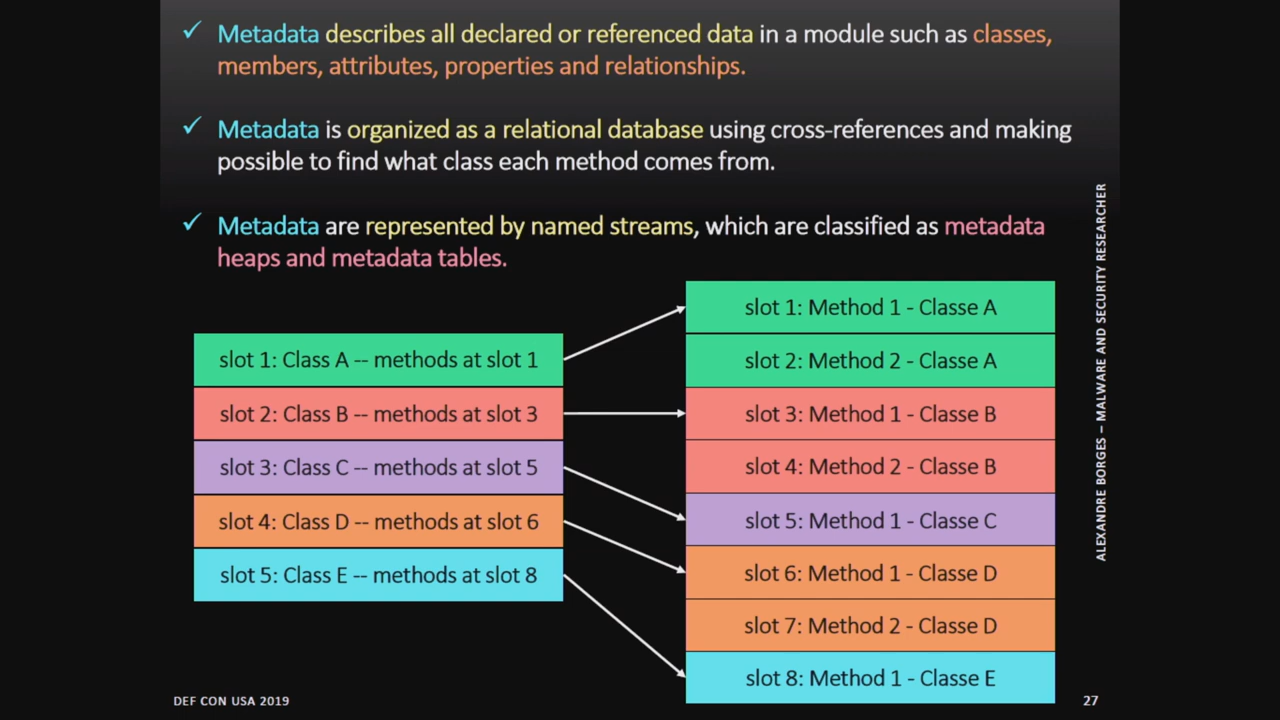 ✓ Metadata describes all declared or referenced data in a module such as classes,
members, attributes, properties and relationships.
✓ Metadata is organized as a relational database using cross-references and making
possible to find what class each method comes from.
✓ Metadata are represented by named streams, which are classified as metadata
heaps and metadata tables.
slot 1: Class A -- methods at slot 1
slot 2: Class B -- methods at slot 3
slot 3: Class C -- methods at slot 5
slot 4: Class D -- methods at slot 6
slot 5: Class E -- methods at slot 8
slot 1: Method 1 - Classe A
slot 2: Method 2 - Classe A
slot 3: Method 1 - Classe B
slot 4: Method 2 - Classe B
slot 5: Method 1 - Classe C
slot 6: Method 1 - Classe D
slot 7: Method 2 - Classe D
slot 8: Method 1 - Classe E
ALEXANDRE BORGES – MALWARE AND SECURITY RESEARCHER
DEF CON USA 2019
27